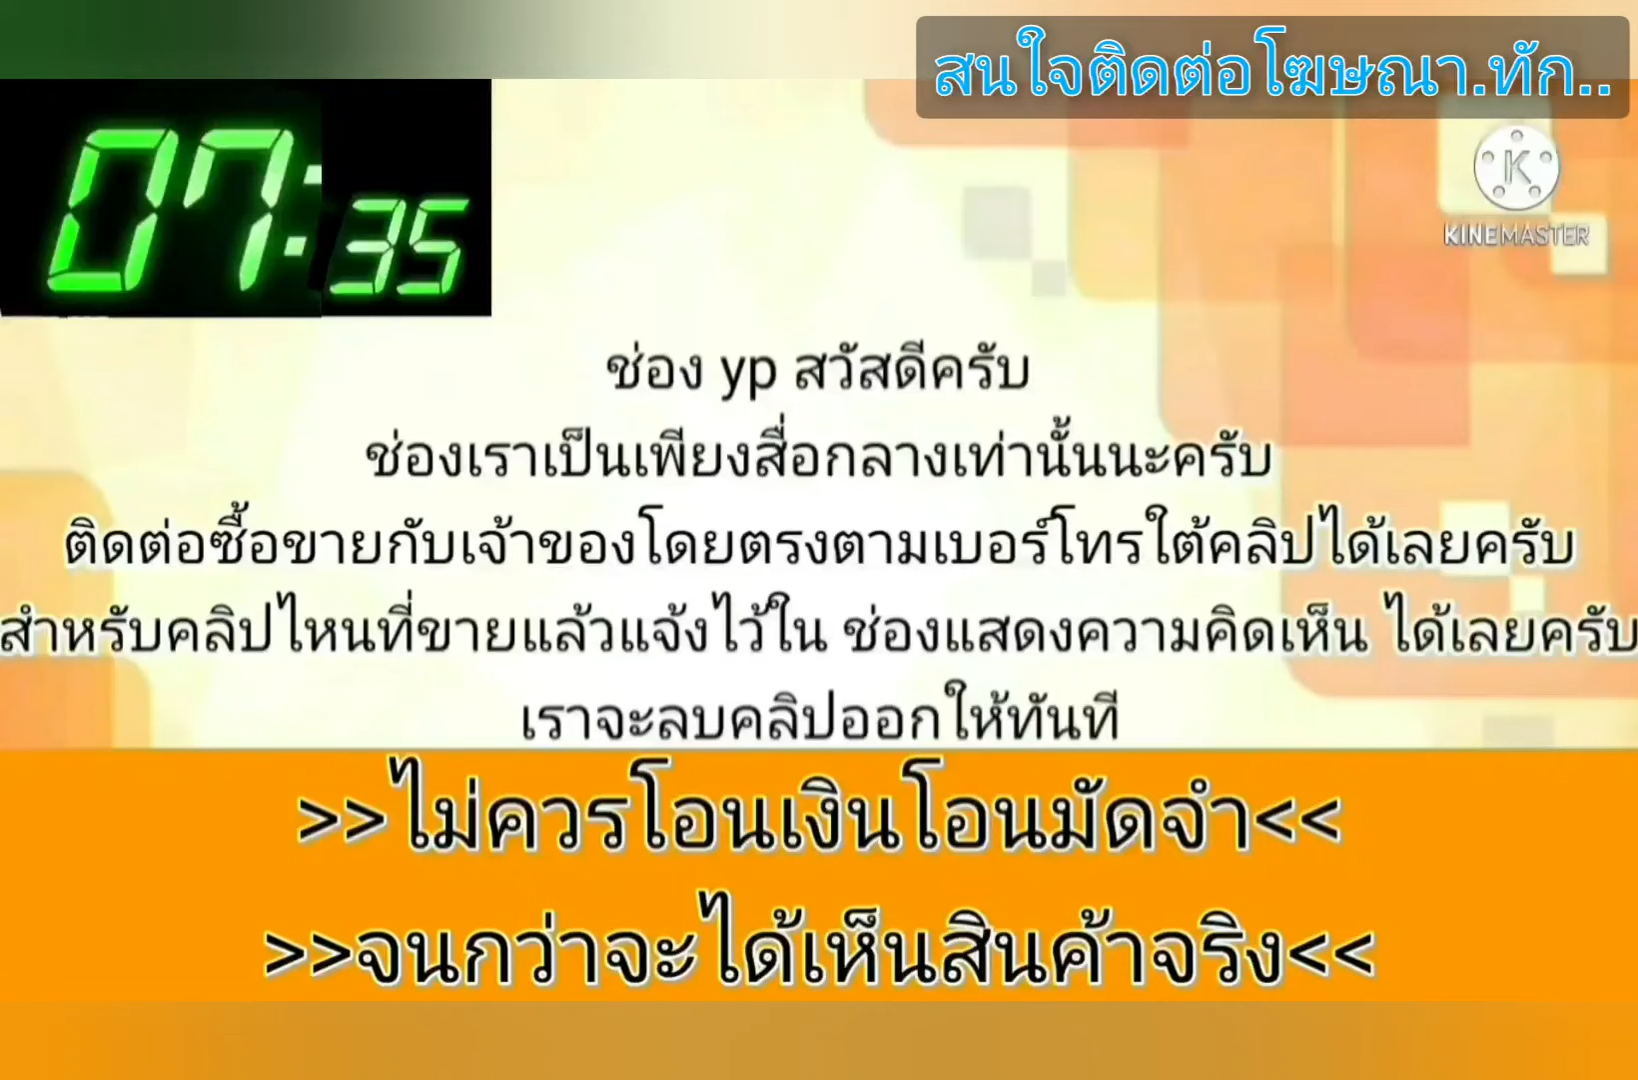 สนใจติดต่อโฆษณา.ทัก..
07:35
KINEMASTER
ช่อง yp สวัสดีครับ
ช่องเราเป็นเพียงสื่อกลางเท่านั้นนะครับ
ติดต่อซื้อขายกับเจ้าของโดยตรงตามเบอร์โทรใต้คลิปได้เลยครับ
สำหรับคลิปไหนที่ขายแล้วแจ้งไว้ใน ช่องแสดงความคิดเห็น ได้เลยครับ
เราจะลบคลิปออกให้ทันที
>>ไม่ควรโอนเงินโอนมัดจำ<<
>>จนกว่าจะได้เห็นสินค้าจริง<<